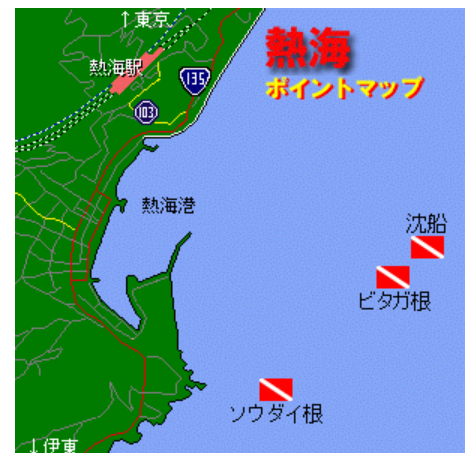 ↑東京
熱海
熱海駅
135
ポイントマップ
103
熱海港
沈船
ビタガ根
ソウダイ根
↓伊東